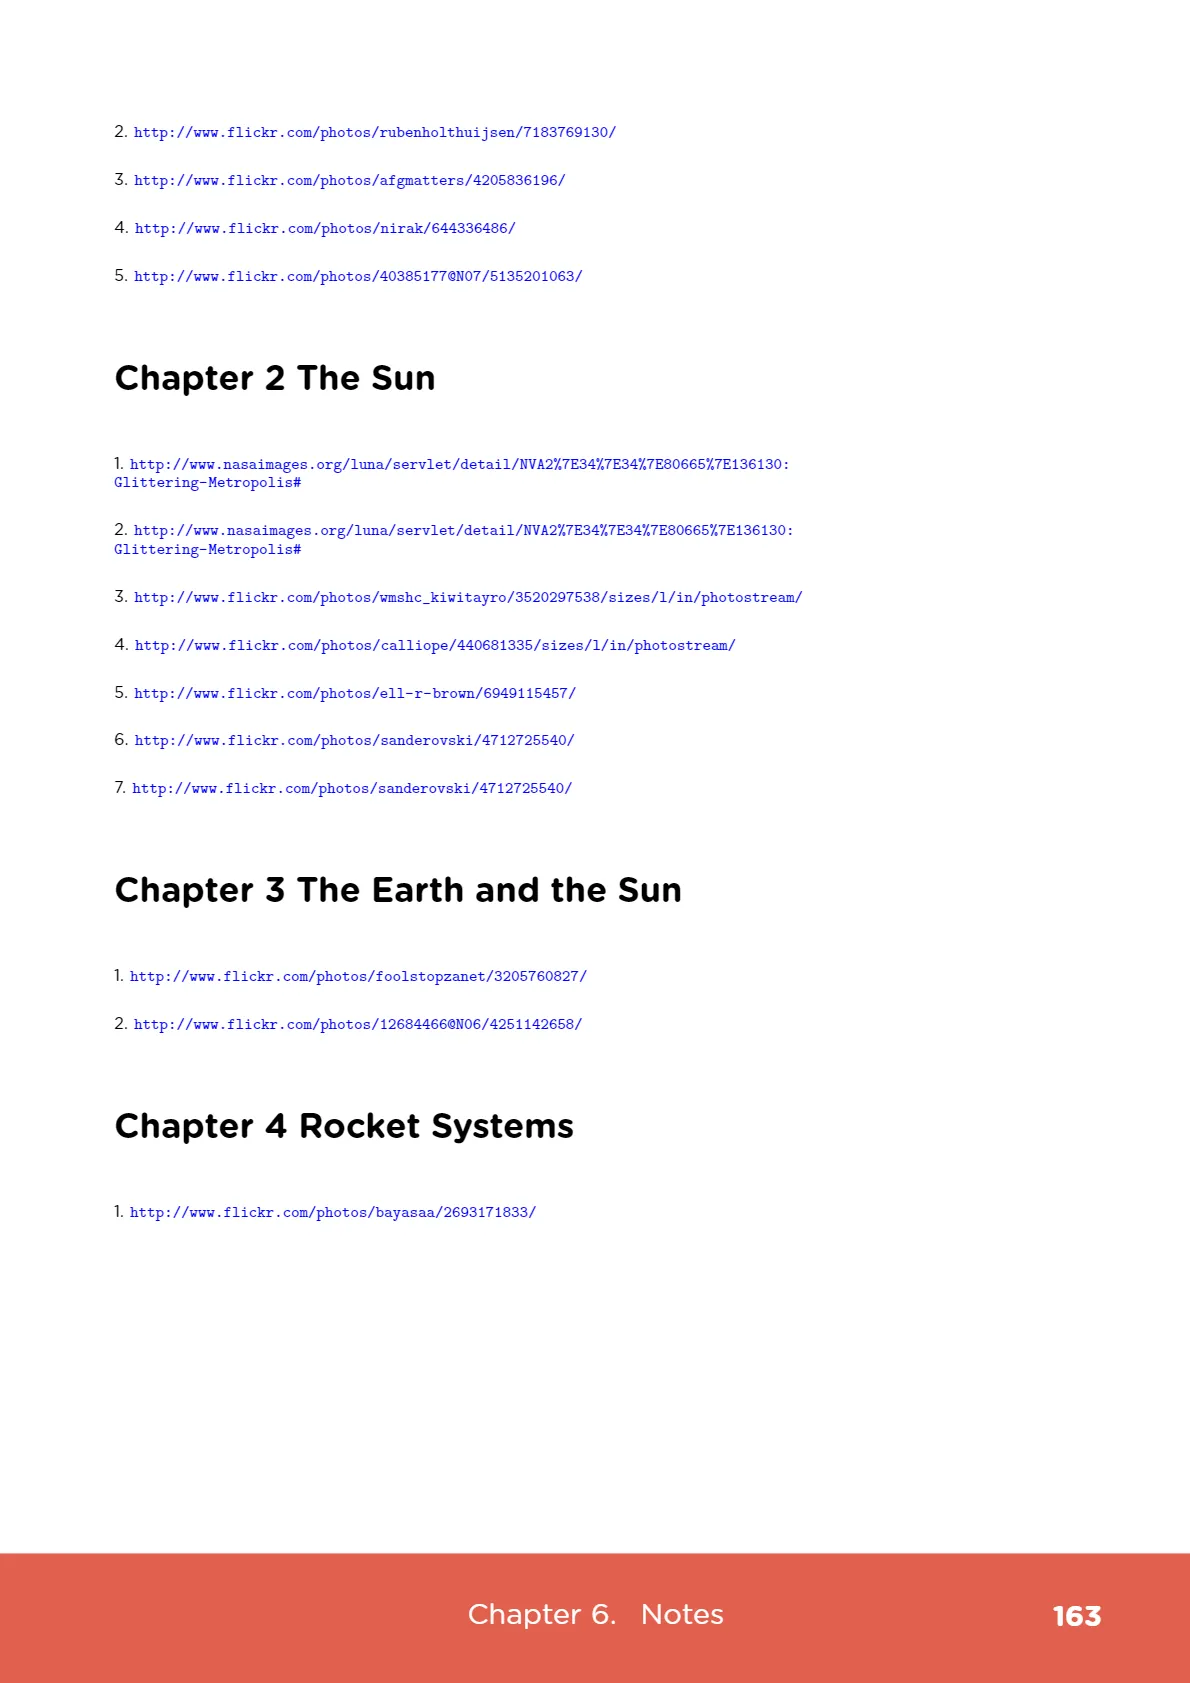 2. http://www.flickr.com/photos/rubenholthuijsen/7183769130/
3. http://www.flickr.com/photos/afgmatters/4205836196/
4. http://www.flickr.com/photos/nirak/644336486/
5. http://www.flickr.com/photos/40385177@N07/5135201063/
Chapter 2 The Sun
1. http://www.nasaimages.org/luna/servlet/detail/NVA2%7E34%7E34%7E80665%7E136130:
Glittering-Metropolis#
2. http://www.nasaimages.org/luna/servlet/detail/NVA2%7E34%7E34%7E80665%7E136130:
Glittering-Metropolis#
3. http://www.flickr.com/photos/wmshc_kiwitayro/3520297538/sizes/l/in/photostream/
4. http://www.flickr.com/photos/calliope/440681335/sizes/l/in/photostream/
5. http://www.flickr.com/photos/ell-r-brown/6949115457/
6. http://www.flickr.com/photos/sanderovski/4712725540/
7. http://www.flickr.com/photos/sanderovski/4712725540/
Chapter 3 The Earth and the Sun
1. http://www.flickr.com/photos/foolstopzanet/3205760827/
2. http://www.flickr.com/photos/12684466@N06/4251142658/
Chapter 4 Rocket Systems
1. http://www.flickr.com/photos/bayasaa/2693171833/
Chapter 6. Notes 163